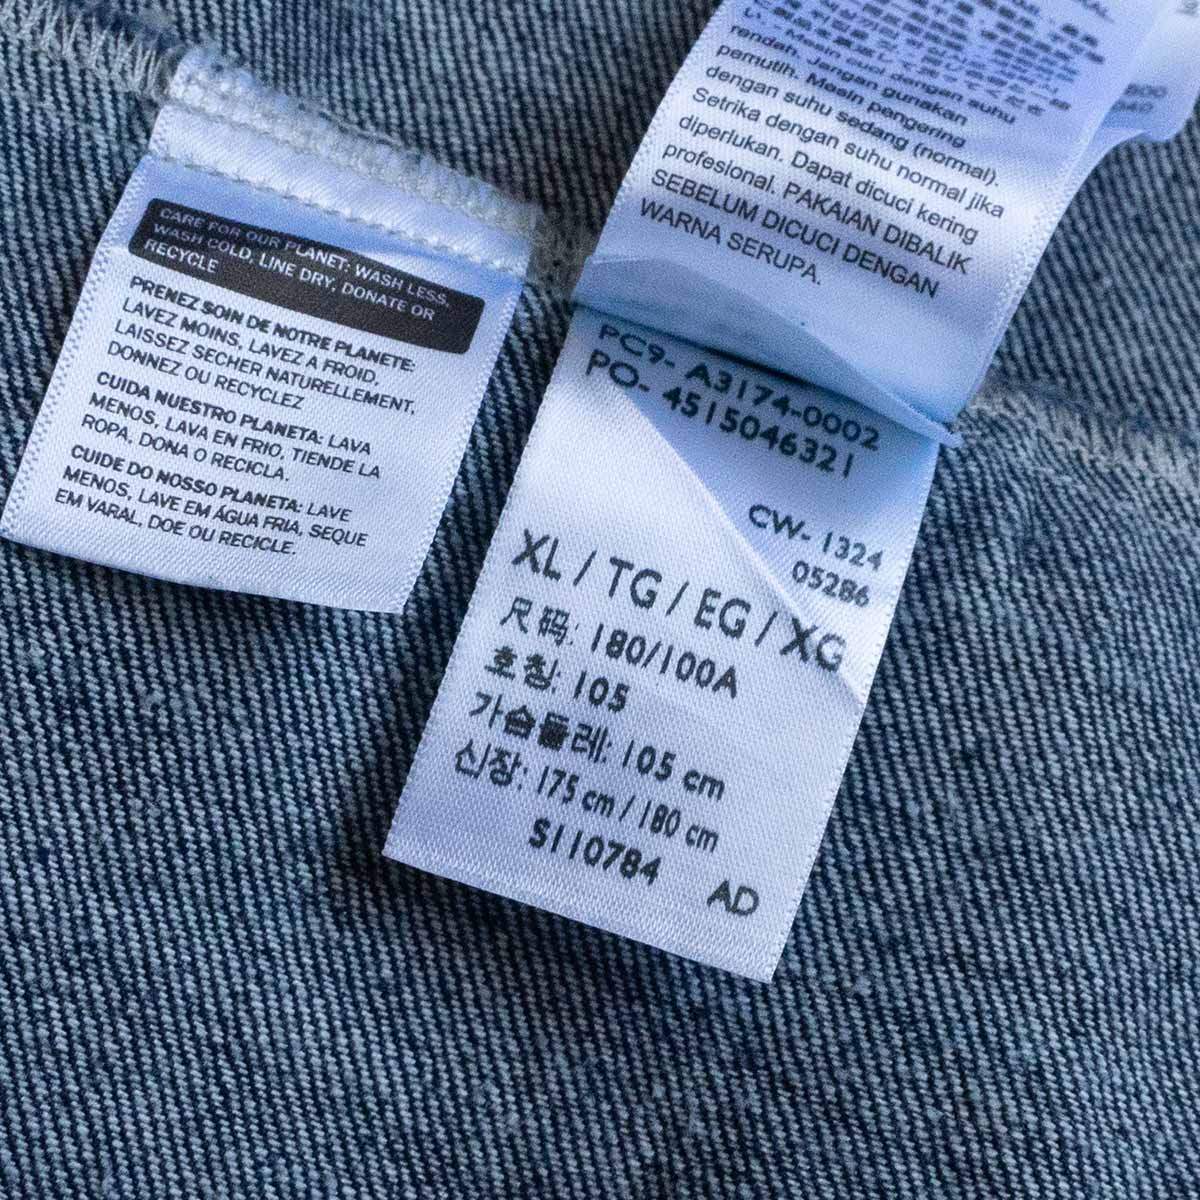 CARE FOR OUR PLANET: WASH LESS,
WASH COLD, LINE DRY, DONATE OR
RECYCLE
PRENEZ SOIN DE NOTRE PLANETE:
LAVEZ MOINS, LAVEZ A FROID,
LAISSEZ SECHER NATURELLEMENT,
DONNEZ OU RECYCLEZ
CUIDA NUESTRO PLANETA: LAVA
MENOS, LAVA EN FRIO, TIENDE LA
ROPA, DONA O RECICLA.
CUIDE DO NOSSO PLANETA: LAVE
MENOS, LAVE EM ÁGUA FRIA, SEQUE
EM VARAL, DOE OU RECICLE.
い. Mesin cuci dengan suhu
rendah. Jangan gunakan
pemutih. Mesin pengering
dengan suhu sedang (normal).
Setrika dengan suhu normal jika
diperlukan. Dapat dicuci kering
profesional. PAKAIAN DIBALIK
SEBELUM DICUCI DENGAN
WARNA SERUPA.
PC9- A3174-0002
PO- 4515046321
CW- 1324
05286
XL / TG / EG / XG
尺码: 180/100A
호칭: 105
가슴둘레: 105 cm
신장: 175 cm / 180 cm
S110784
AD